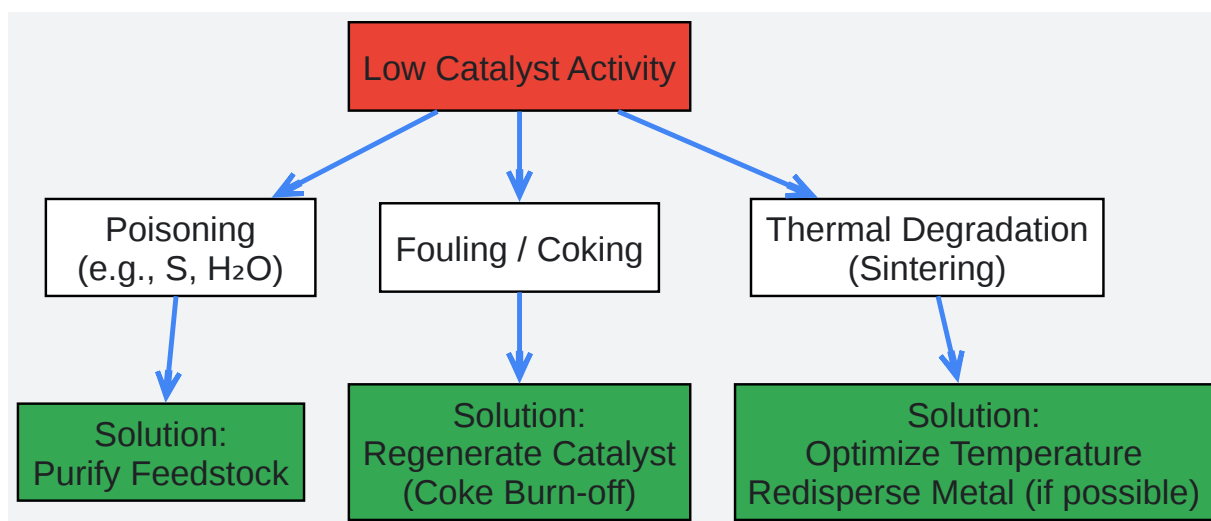 Low Catalyst Activity
Poisoning
(e.g., S, H₂O)
Fouling / Coking
Thermal Degradation
(Sintering)
Solution:
Purify Feedstock
Solution:
Regenerate Catalyst
(Coke Burn-off)
Solution:
Optimize Temperature
Redisperse Metal (if possible)